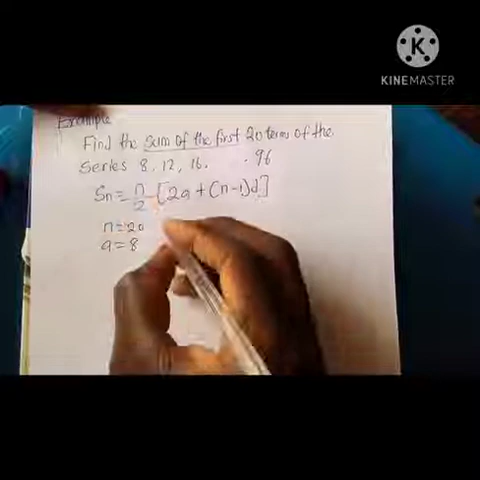 K
KINEMASTER
Example
Find the sum of the first 20 terms of the
Series 8, 12, 16. . 96
Sn = n/2 [2a + (n-1)d]
n = 20
a = 8